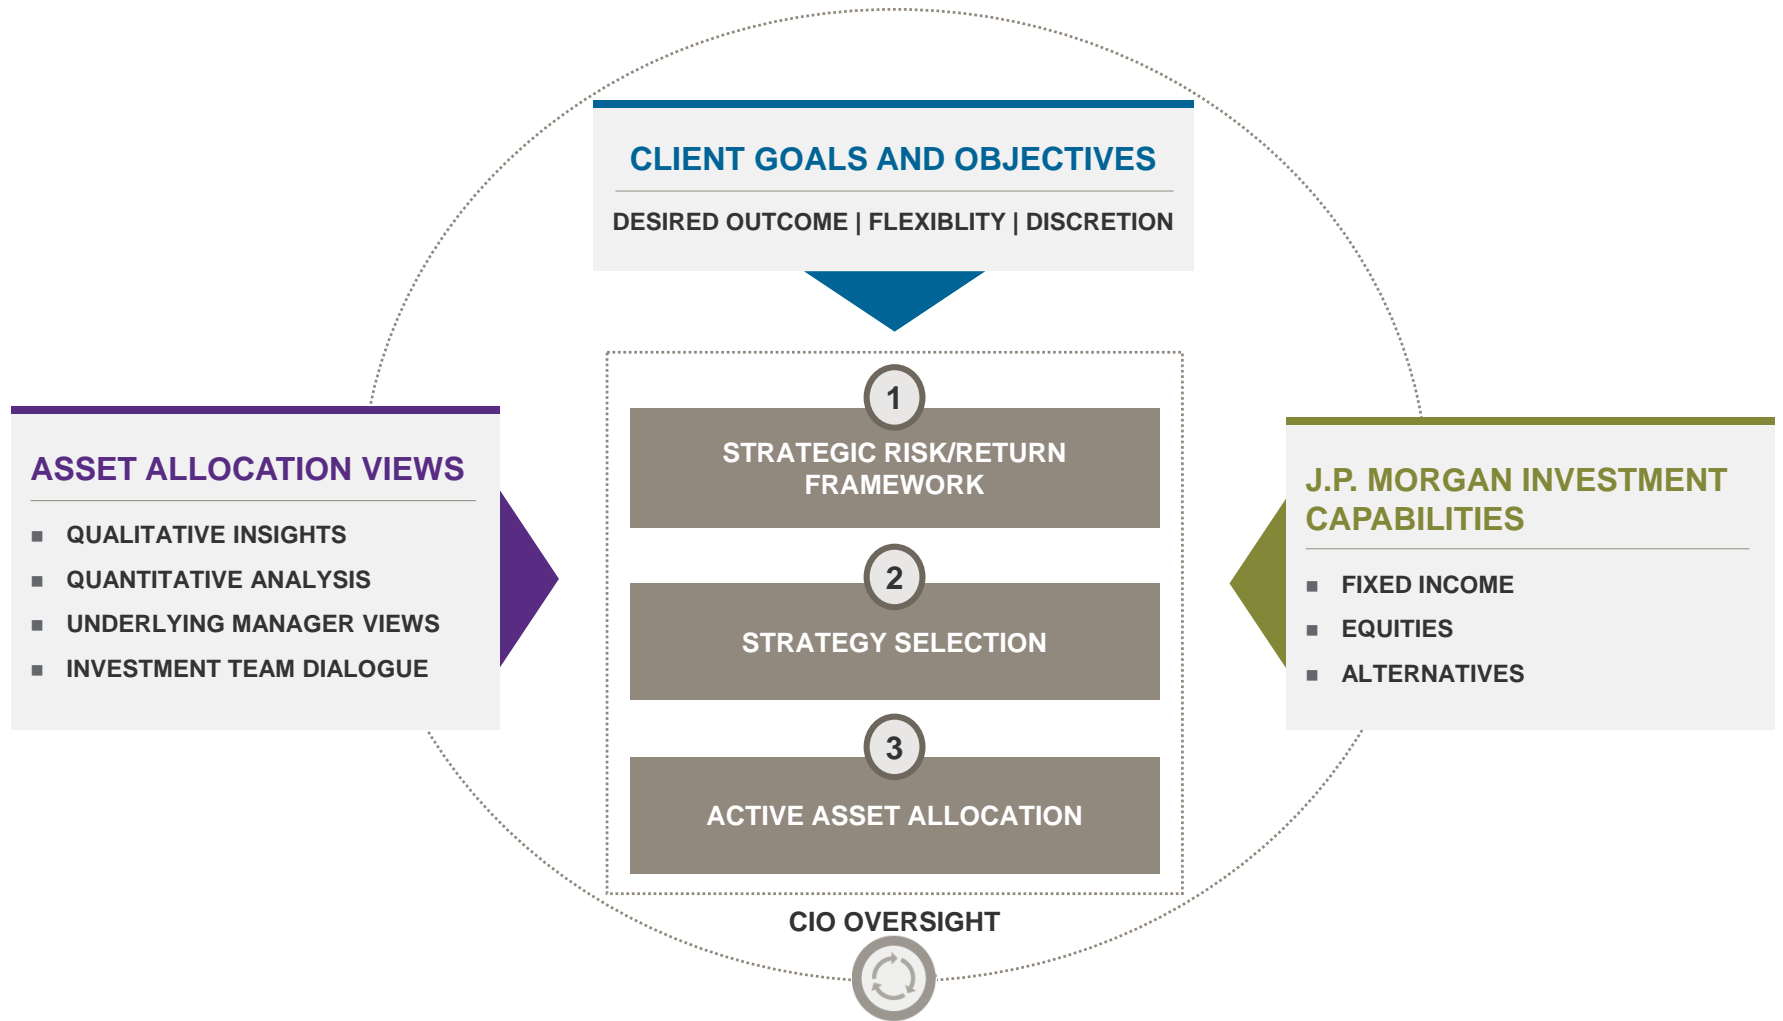 CLIENT GOALS AND OBJECTIVES
DESIRED OUTCOME | FLEXIBLITY | DISCRETION
ASSET ALLOCATION VIEWS
■ QUALITATIVE INSIGHTS
■ QUANTITATIVE ANALYSIS
■ UNDERLYING MANAGER VIEWS
■ INVESTMENT TEAM DIALOGUE
1
STRATEGIC RISK/RETURN
FRAMEWORK
2
STRATEGY SELECTION
3
ACTIVE ASSET ALLOCATION
CIO OVERSIGHT
J.P. MORGAN INVESTMENT
CAPABILITIES
■ FIXED INCOME
■ EQUITIES
■ ALTERNATIVES